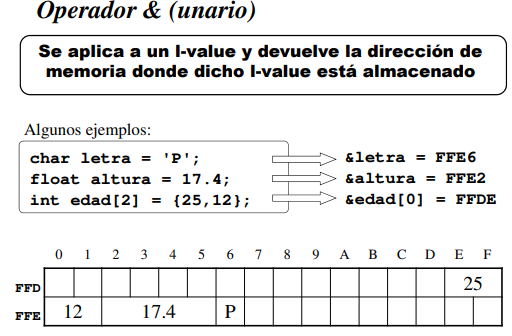 Operador & (unario)
Se aplica a un l-value y devuelve la dirección de
memoria donde dicho l-value está almacenado
Algunos ejemplos:
char letra = 'P'; &letra = FFE6
float altura = 17.4; &altura = FFE2
int edad[2] = {25,12}; &edad[0] = FFDE
0 1 2 3 4 5 6 7 8 9 A B C D E F
FFD 25
FFE 12 17.4 P